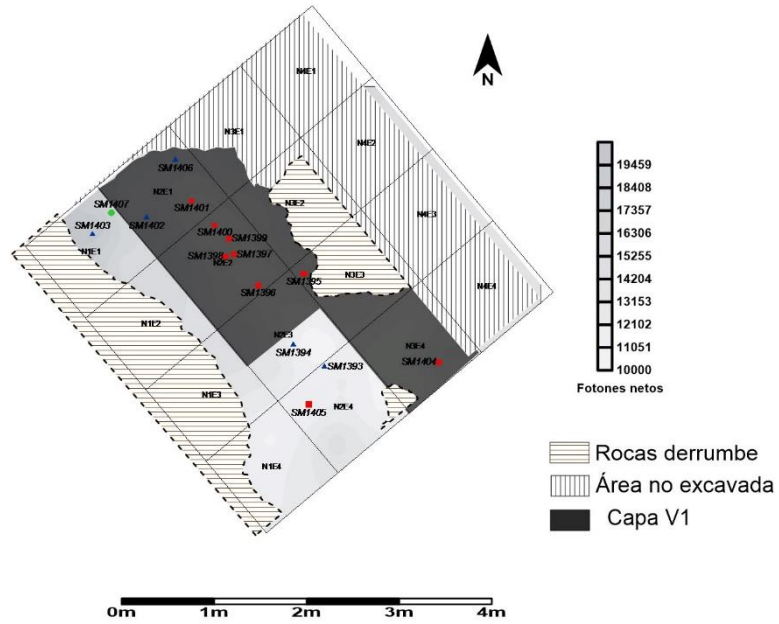 N4E1
N
N3E1
N4E2
SM1406
SM1407
N2E1
SM1401
N3E2
N4E3
SM1403
SM1402
SM1400
SM1399
N1E1
SM1398
SM1397
N2E2
N3E3
SM1395
N4E4
SM1396
N1E2
N2E3
SM1394
N3E4
SM1404
SM1393
N1E3
SM1405
N2E4
N1E4
19459
18408
17357
16306
15255
14204
13153
12102
11051
10000
Fotones netos
Rocas derrumbe
Área no excavada
Capa V1
0m 1m 2m 3m 4m